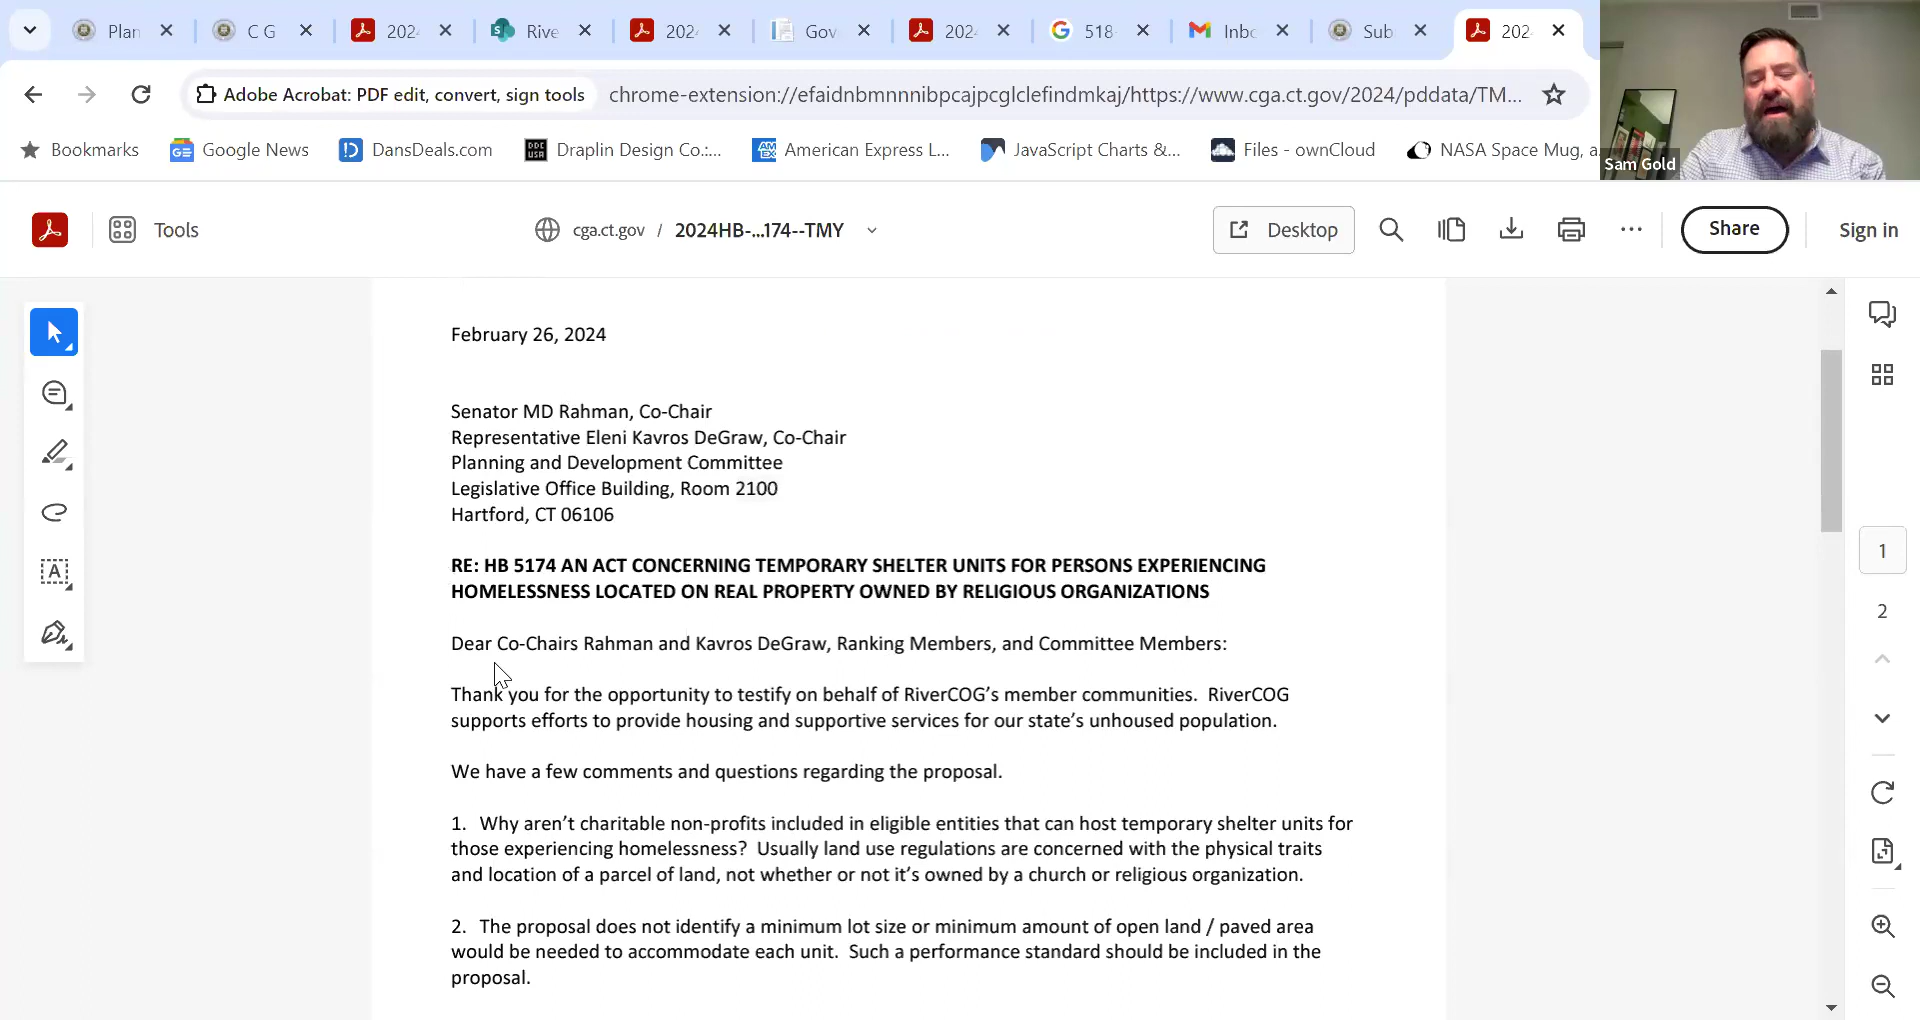 Plan
C G
202
Rive
202
Gov
202
518
Inbo
Sub
202
Adobe Acrobat: PDF edit, convert, sign tools
chrome-extension://efaidnbmnnnibpcajpcglclefindmkaj/https://www.cga.ct.gov/2024/pddata/TM...
Bookmarks
Google News
DansDeals.com
DDC
USA
Draplin Design Co.:...
AM
EX
American Express L...
JavaScript Charts &...
Files - ownCloud
NASA Space Mug, a
Sam Gold
Tools
cga.ct.gov / 2024HB-...174--TMY
Desktop
Share
Sign in
February 26, 2024
Senator MD Rahman, Co-Chair
Representative Eleni Kavros DeGraw, Co-Chair
Planning and Development Committee
Legislative Office Building, Room 2100
Hartford, CT 06106
RE: HB 5174 AN ACT CONCERNING TEMPORARY SHELTER UNITS FOR PERSONS EXPERIENCING
HOMELESSNESS LOCATED ON REAL PROPERTY OWNED BY RELIGIOUS ORGANIZATIONS
Dear Co-Chairs Rahman and Kavros DeGraw, Ranking Members, and Committee Members:
Thank you for the opportunity to testify on behalf of RiverCOG’s member communities. RiverCOG
supports efforts to provide housing and supportive services for our state’s unhoused population.
We have a few comments and questions regarding the proposal.
1. Why aren’t charitable non-profits included in eligible entities that can host temporary shelter units for
those experiencing homelessness? Usually land use regulations are concerned with the physical traits
and location of a parcel of land, not whether or not it’s owned by a church or religious organization.
2. The proposal does not identify a minimum lot size or minimum amount of open land / paved area
would be needed to accommodate each unit. Such a performance standard should be included in the
proposal.
1
2